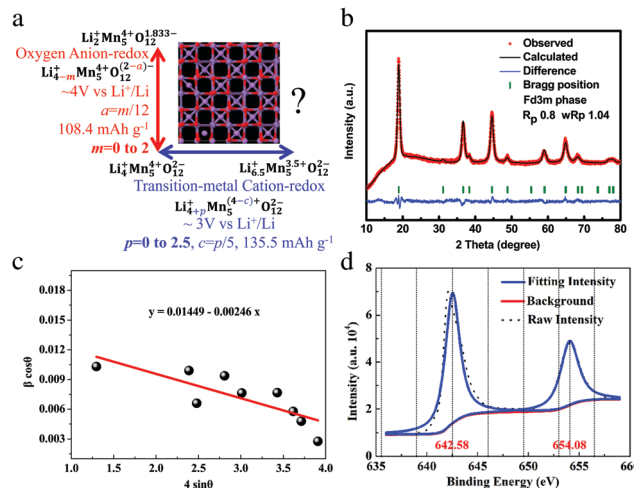 a
Li₂⁺Mn₅⁴⁺O₁₂¹·⁸³³⁻
Oxygen Anion-redox
Li₄₋ₘ⁺Mn₅⁴⁺O₁₂⁽²⁻ᵃ⁾⁻
~4V vs Li⁺/Li
a=m/12
108.4 mAh g⁻¹
m=0 to 2
?
Li₄⁺Mn₅⁴⁺O₁₂²⁻
Li₆.₅⁺Mn₅³·⁵⁺O₁₂²⁻
Transition-metal Cation-redox
Li₄₊ₚ⁺Mn₅⁽⁴⁻ᶜ⁾⁺O₁₂²⁻
~ 3V vs Li⁺/Li
p=0 to 2.5, c=p/5, 135.5 mAh g⁻¹
b
Observed
Calculated
Difference
Bragg position
Fd3m phase
Rₚ 0.8 wRp 1.04
Intensity (a.u.)
10 20 30 40 50 60 70 80
2 Theta (degree)
c
y = 0.01449 - 0.00246 x
0.018
0.015
0.012
0.009
0.006
0.003
β cosθ
1.0 1.5 2.0 2.5 3.0 3.5 4.0
4 sinθ
d
Fitting Intensity
Background
Raw Intensity
8
6
4
2
0
Intensity (a.u. 10⁴)
642.58
654.08
635 640 645 650 655 660
Binding Energy (eV)